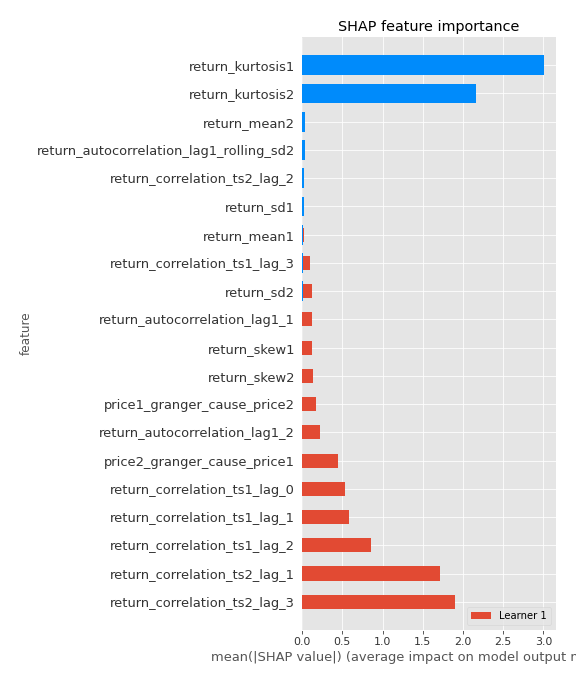 SHAP feature importance
return_kurtosis1
return_kurtosis2
return_mean2
return_autocorrelation_lag1_rolling_sd2
return_correlation_ts2_lag_2
return_sd1
return_mean1
return_correlation_ts1_lag_3
return_sd2
return_autocorrelation_lag1_1
return_skew1
return_skew2
price1_granger_cause_price2
return_autocorrelation_lag1_2
price2_granger_cause_price1
return_correlation_ts1_lag_0
return_correlation_ts1_lag_1
return_correlation_ts1_lag_2
return_correlation_ts2_lag_1
return_correlation_ts2_lag_3
feature
Learner 1
0.0 0.5 1.0 1.5 2.0 2.5 3.0
mean(|SHAP value|) (average impact on model output